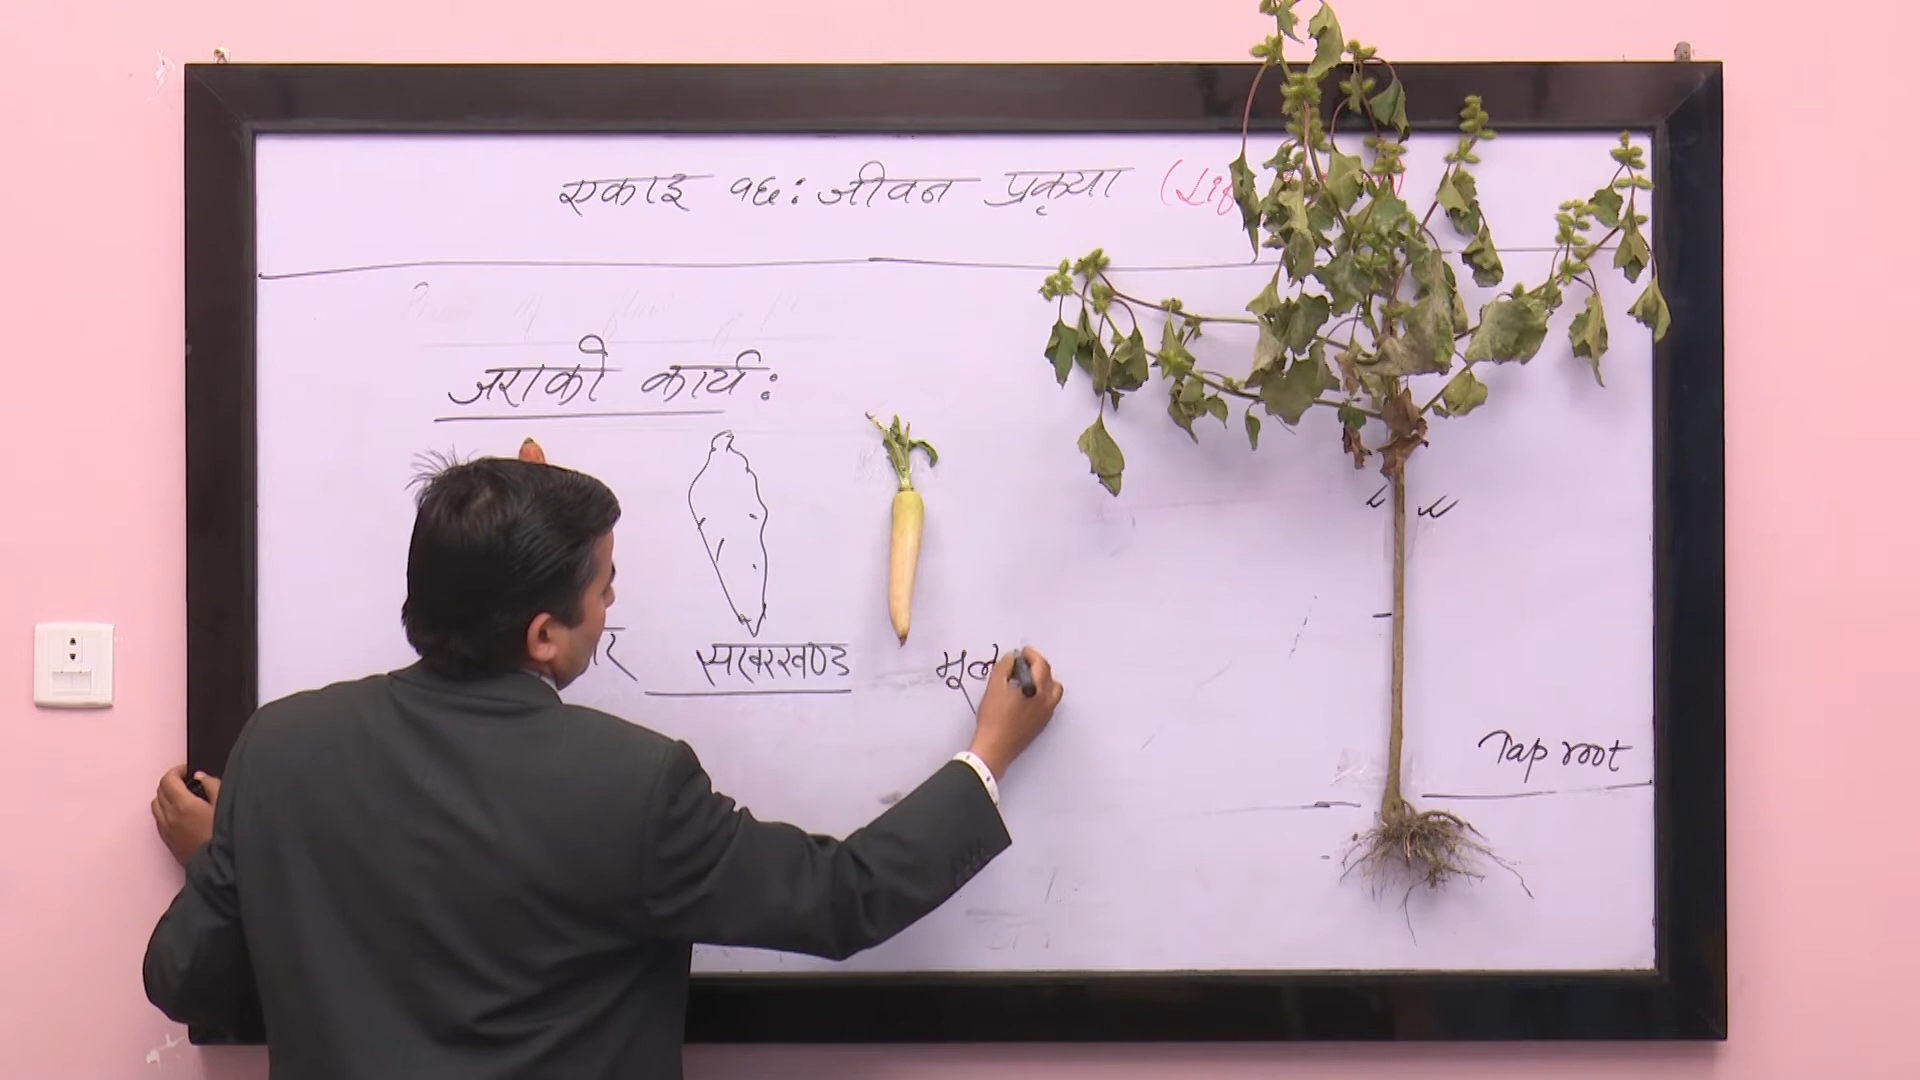 एकाइ १६: जीवन प्रकृया
जराको कार्य:
सखरखण्ड
Tap root